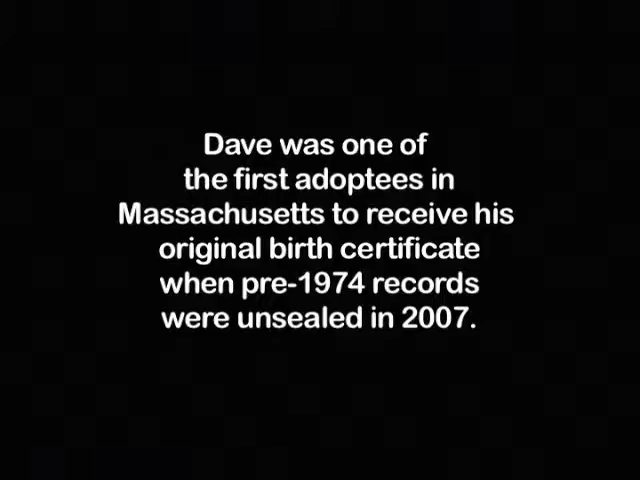 Dave was one of
the first adoptees in
Massachusetts to receive his
original birth certificate
when pre-1974 records
were unsealed in 2007.